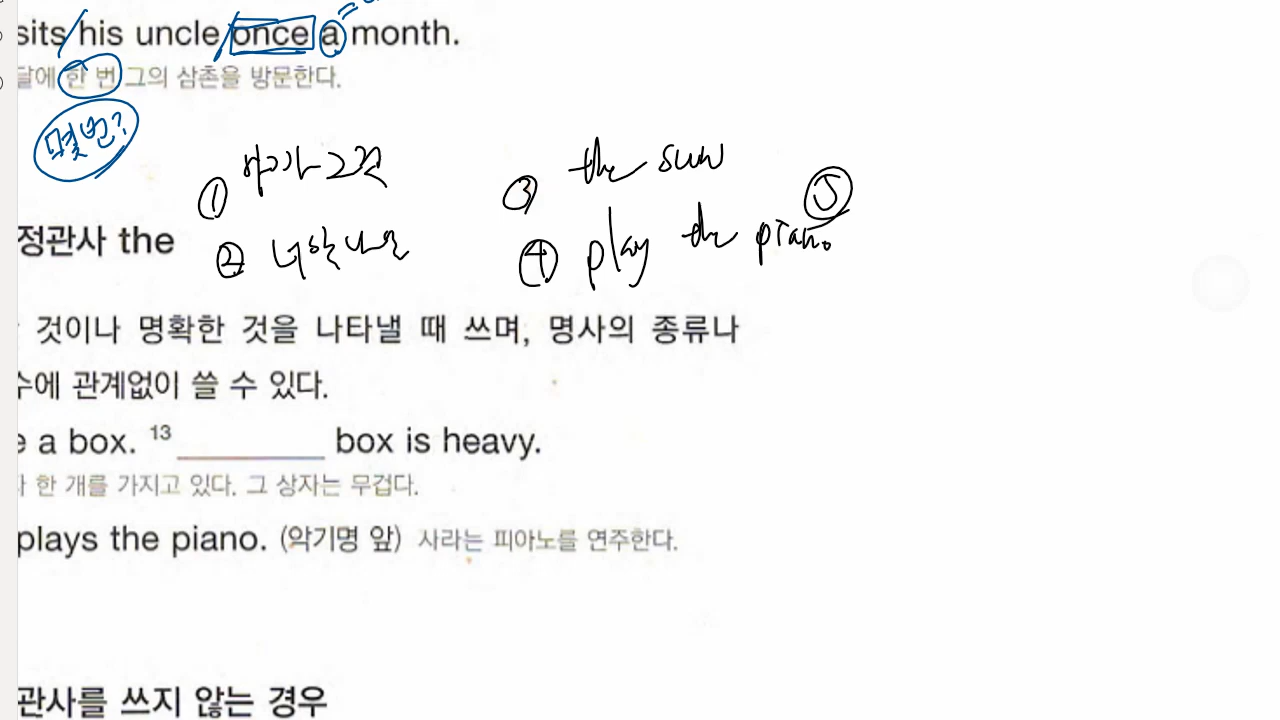 sits his uncle once a month.
달에 한 번 그의 삼촌을 방문한다.
몇번?
① 아까 그것
③ the sun
⑤
정관사 the
② 너알나알
④ play the piano
것이나 명확한 것을 나타낼 때 쓰며, 명사의 종류나
수에 관계없이 쓸 수 있다.
e a box. 13 ________ box is heavy.
한 개를 가지고 있다. 그 상자는 무겁다.
plays the piano. (악기명 앞) 사라는 피아노를 연주한다.
관사를 쓰지 않는 경우